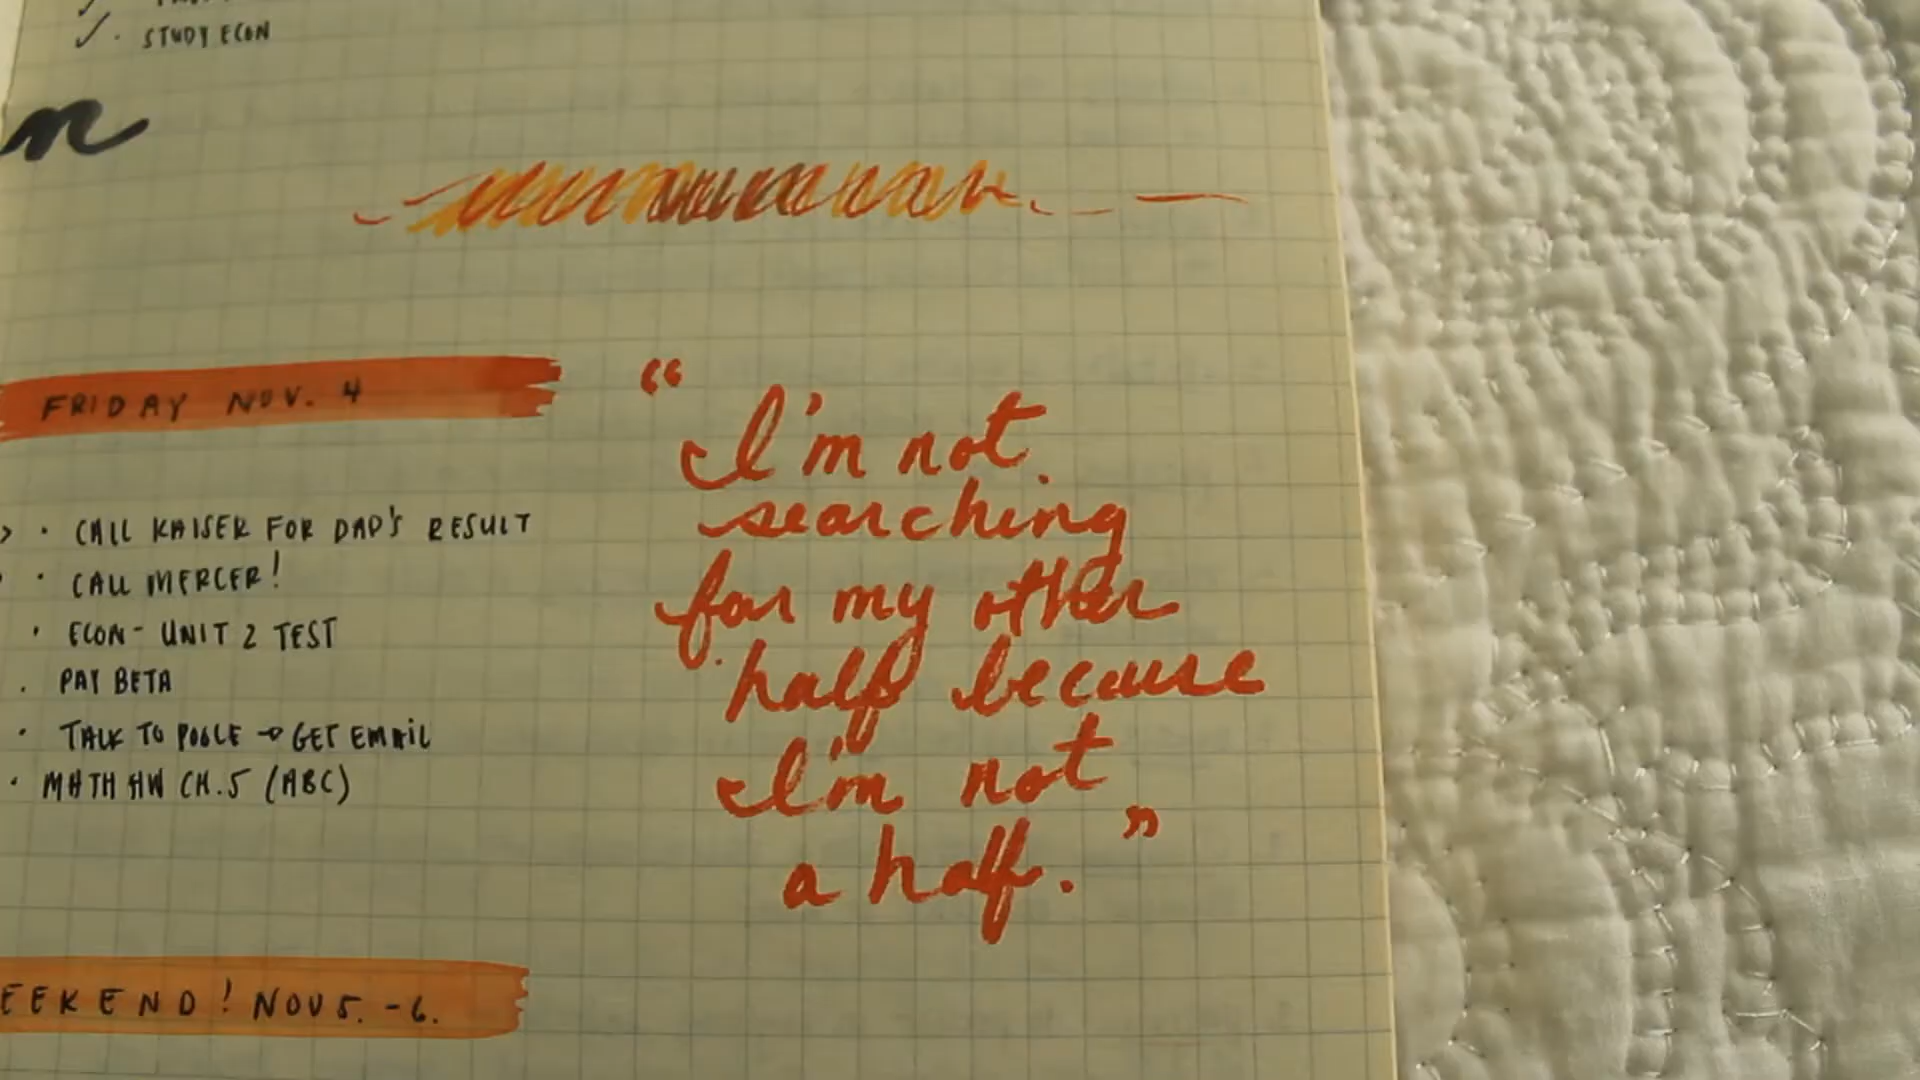 ✓ · STUDY ECON
n
FRIDAY NOV. 4
> · CALL KAISER FOR DAD'S RESULT
· CALL MERCER!
· ECON - UNIT 2 TEST
· PAY BETA
· TALK TO POOLE → GET EMAIL
· MATH HW CH.5 (ABC)
EEKEND! NOV 5. - 6.
“
I'm not
searching
for my other
half because
I'm not
a half. ”